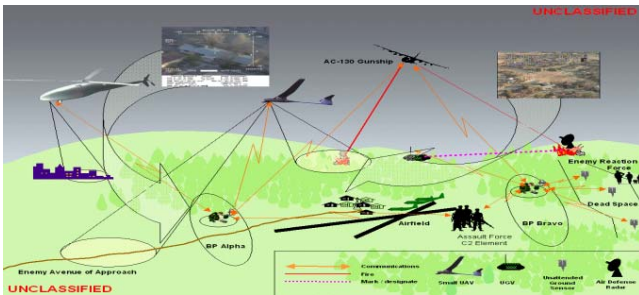 UNCLASSIFIED
AC-130 Gunship
Enemy Reaction
Force
Dead Space
BP Alpha
Airfield
Assault Force
C2 Element
BP Bravo
Enemy Avenue of Approach
UNCLASSIFIED
Communications
Fire
Mark / designate
Small UAV
UGV
Unattended
Ground
Sensor
Air Defense
Radar